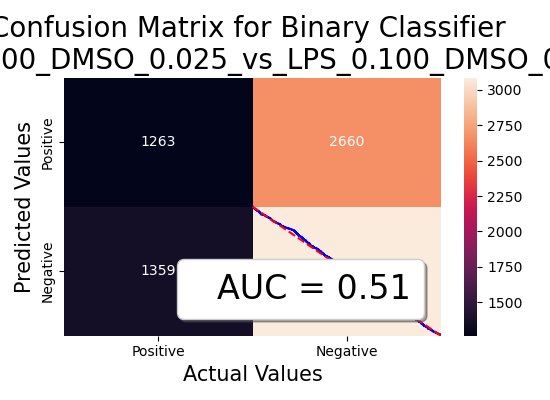 Confusion Matrix for Binary Classifier
00_DMSO_0.025_vs_LPS_0.100_DMSO_0
Predicted Values
Positive
Negative
1263
2660
1359
AUC = 0.51
3000
2750
2500
2250
2000
1750
1500
Positive
Negative
Actual Values